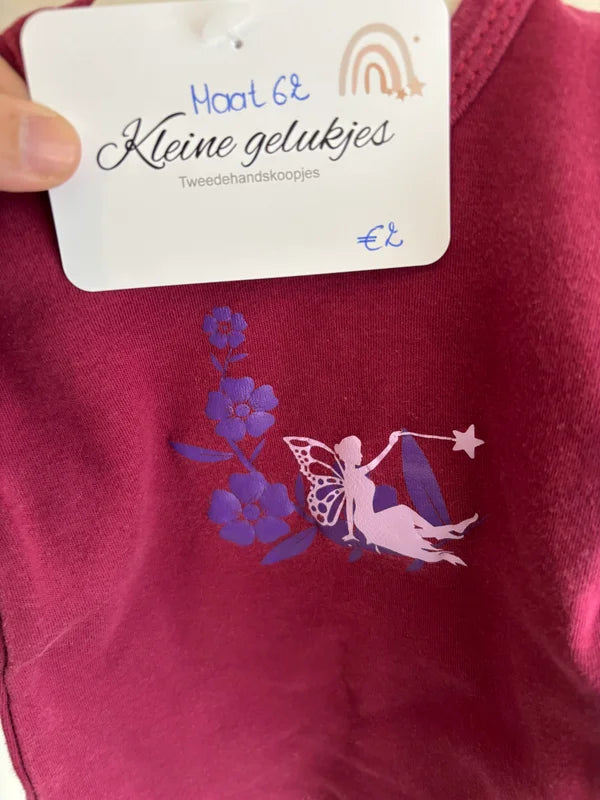 Maat 62
Kleine gelukjes
Tweedehandskoopjes
€2